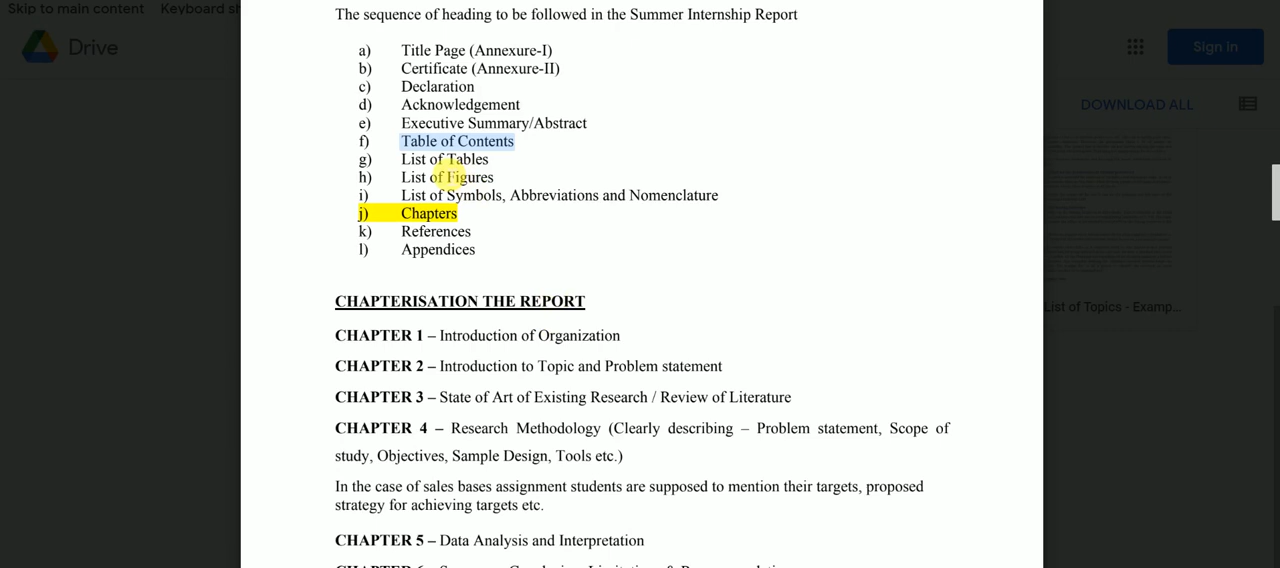 Skip to main content Keyboard sh
Drive
Sign in
DOWNLOAD ALL
The sequence of heading to be followed in the Summer Internship Report
a) Title Page (Annexure-I)
b) Certificate (Annexure-II)
c) Declaration
d) Acknowledgement
e) Executive Summary/Abstract
f) Table of Contents
g) List of Tables
h) List of Figures
i) List of Symbols, Abbreviations and Nomenclature
j) Chapters
k) References
l) Appendices
CHAPTERISATION THE REPORT
List of Topics - Examp...
CHAPTER 1 – Introduction of Organization
CHAPTER 2 – Introduction to Topic and Problem statement
CHAPTER 3 – State of Art of Existing Research / Review of Literature
CHAPTER 4 – Research Methodology (Clearly describing – Problem statement, Scope of
study, Objectives, Sample Design, Tools etc.)
In the case of sales bases assignment students are supposed to mention their targets, proposed
strategy for achieving targets etc.
CHAPTER 5 – Data Analysis and Interpretation